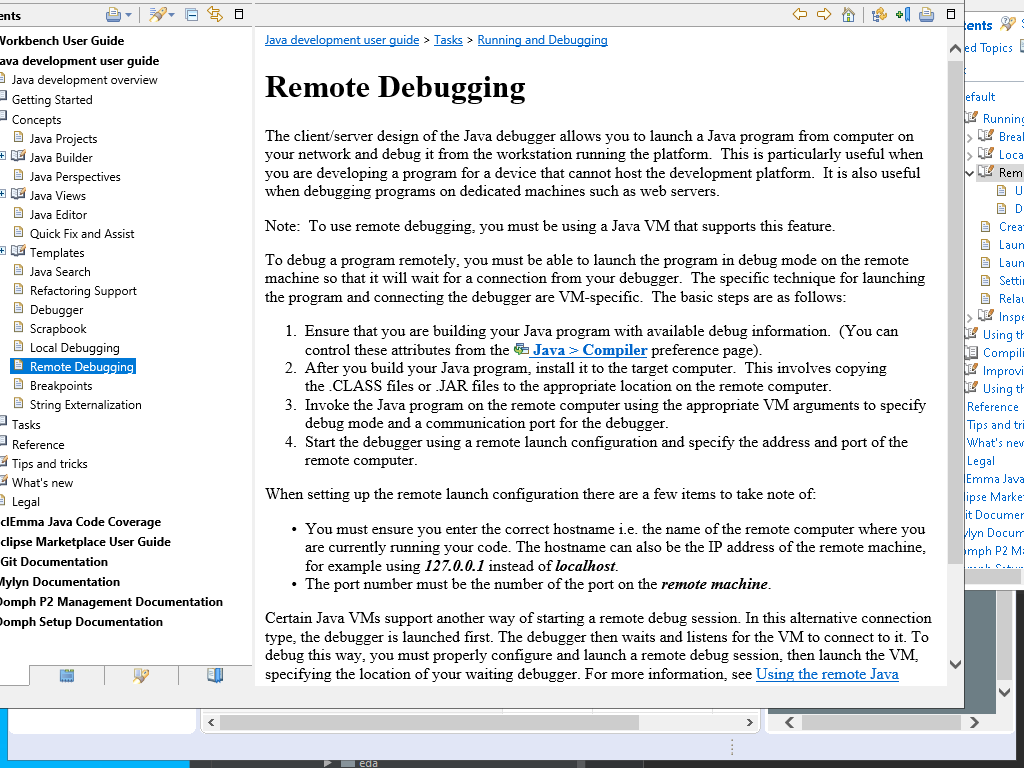 ents
Workbench User Guide
Java development user guide
Java development overview
Getting Started
Concepts
Java Projects
Java Builder
Java Perspectives
Java Views
Java Editor
Quick Fix and Assist
Templates
Java Search
Refactoring Support
Debugger
Scrapbook
Local Debugging
Remote Debugging
Breakpoints
String Externalization
Tasks
Reference
Tips and tricks
What's new
Legal
clEmma Java Code Coverage
clipse Marketplace User Guide
Git Documentation
Mylyn Documentation
Oomph P2 Management Documentation
Oomph Setup Documentation
Java development user guide > Tasks > Running and Debugging
Remote Debugging
The client/server design of the Java debugger allows you to launch a Java program from computer on
your network and debug it from the workstation running the platform.  This is particularly useful when
you are developing a program for a device that cannot host the development platform.  It is also useful
when debugging programs on dedicated machines such as web servers.
Note:  To use remote debugging, you must be using a Java VM that supports this feature.
To debug a program remotely, you must be able to launch the program in debug mode on the remote
machine so that it will wait for a connection from your debugger.  The specific technique for launching
the program and connecting the debugger are VM-specific.  The basic steps are as follows:
1. Ensure that you are building your Java program with available debug information.  (You can
control these attributes from the Java > Compiler preference page).
2. After you build your Java program, install it to the target computer.  This involves copying
the .CLASS files or .JAR files to the appropriate location on the remote computer.
3. Invoke the Java program on the remote computer using the appropriate VM arguments to specify
debug mode and a communication port for the debugger.
4. Start the debugger using a remote launch configuration and specify the address and port of the
remote computer.
When setting up the remote launch configuration there are a few items to take note of:
• You must ensure you enter the correct hostname i.e. the name of the remote computer where you
are currently running your code. The hostname can also be the IP address of the remote machine,
for example using 127.0.0.1 instead of localhost.
• The port number must be the number of the port on the remote machine.
Certain Java VMs support another way of starting a remote debug session. In this alternative connection
type, the debugger is launched first. The debugger then waits and listens for the VM to connect to it. To
debug this way, you must properly configure and launch a remote debug session, then launch the VM,
specifying the location of your waiting debugger. For more information, see Using the remote Java
tents
ed Topics
efault
Running
Brea
Loca
Rem
U
D
Crea
Laun
Laun
Setti
Rela
Inspe
Using th
Compili
Improvi
Using th
Reference
Tips and tri
What's new
Legal
lEmma Java
lipse Marke
it Documen
ylyn Docum
omph P2 M
eda